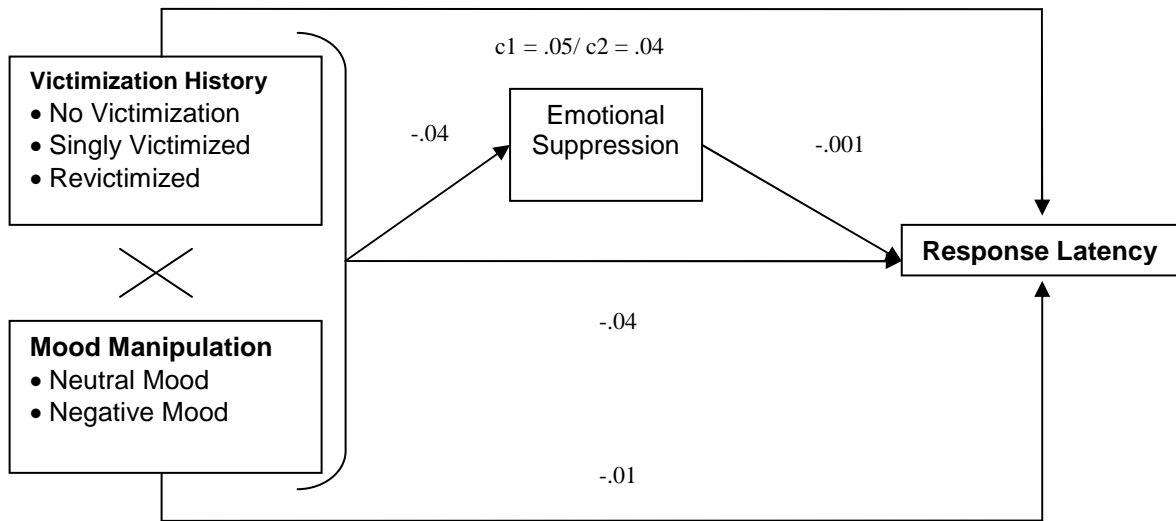 c1 = .05/ c2 = .04
Victimization History
• No Victimization
• Singly Victimized
• Revictimized
-.04
Emotional
Suppression
-.001
Response Latency
Mood Manipulation
• Neutral Mood
• Negative Mood
-.04
-.01